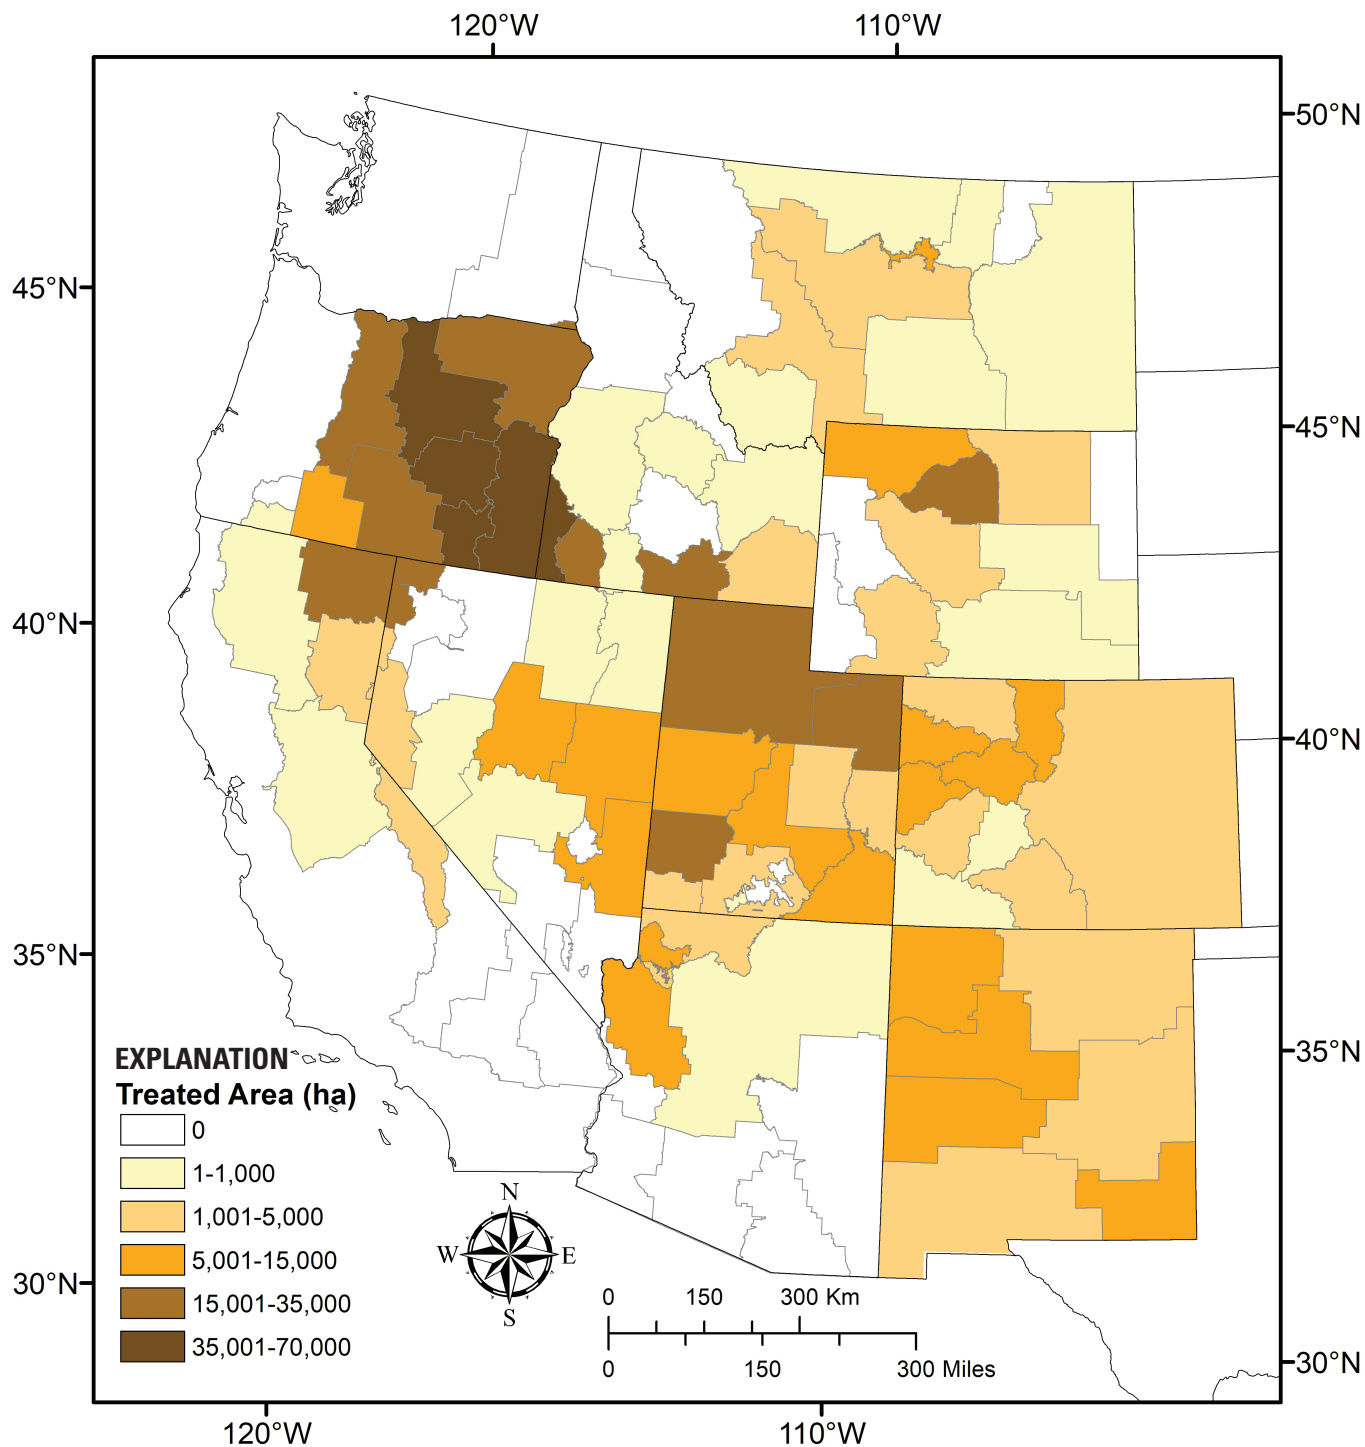 120°W 110°W
50°N
45°N
45°N
40°N
40°N
35°N
35°N
30°N
30°N
EXPLANATION
Treated Area (ha)
0
1-1,000
1,001-5,000
5,001-15,000
15,001-35,000
35,001-70,000
N
W E
S
0 150 300 Km
0 150 300 Miles
120°W 110°W